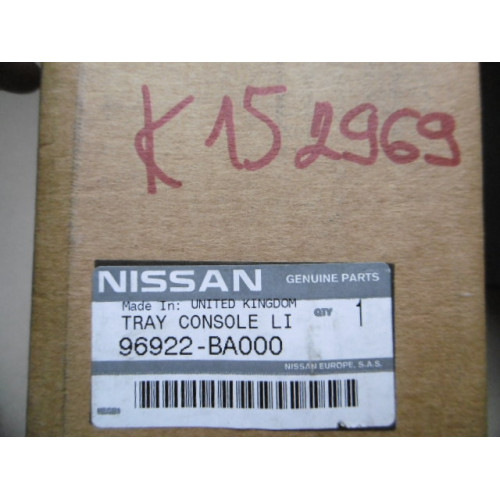 K 152969
NISSAN GENUINE PARTS
Made In: UNITED KINGDOM
TRAY CONSOLE LI QTY 1
96922-BA000
NISSAN EUROPE. S.A.S.